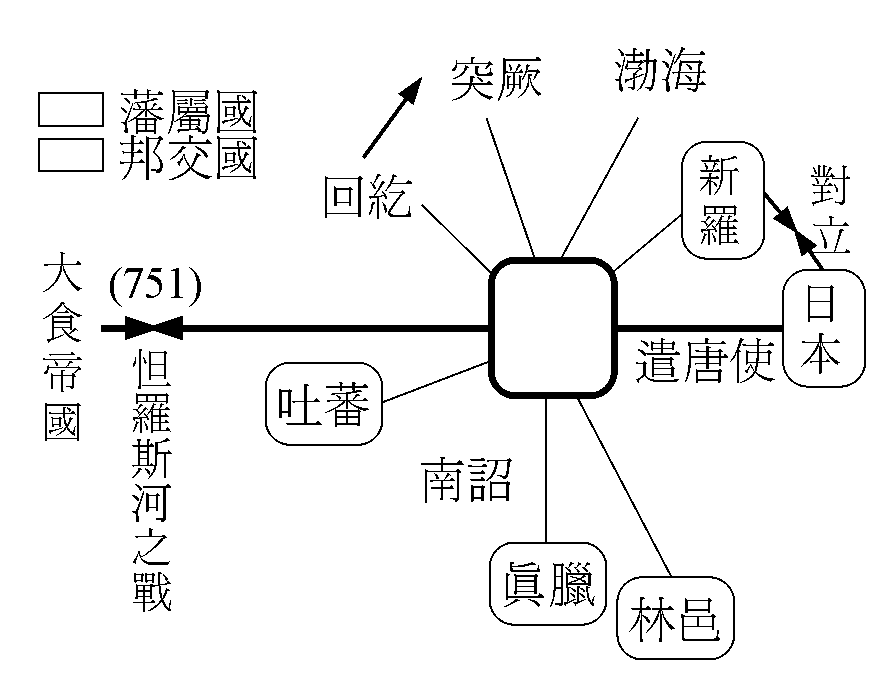 突厥
渤海
藩屬國
邦交國
回紇
新羅
對立
(751)
大食帝國
日本
遣唐使
怛羅斯河之戰
吐蕃
南詔
眞臘
林邑